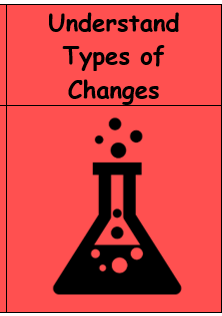 Understand
Types of
Changes